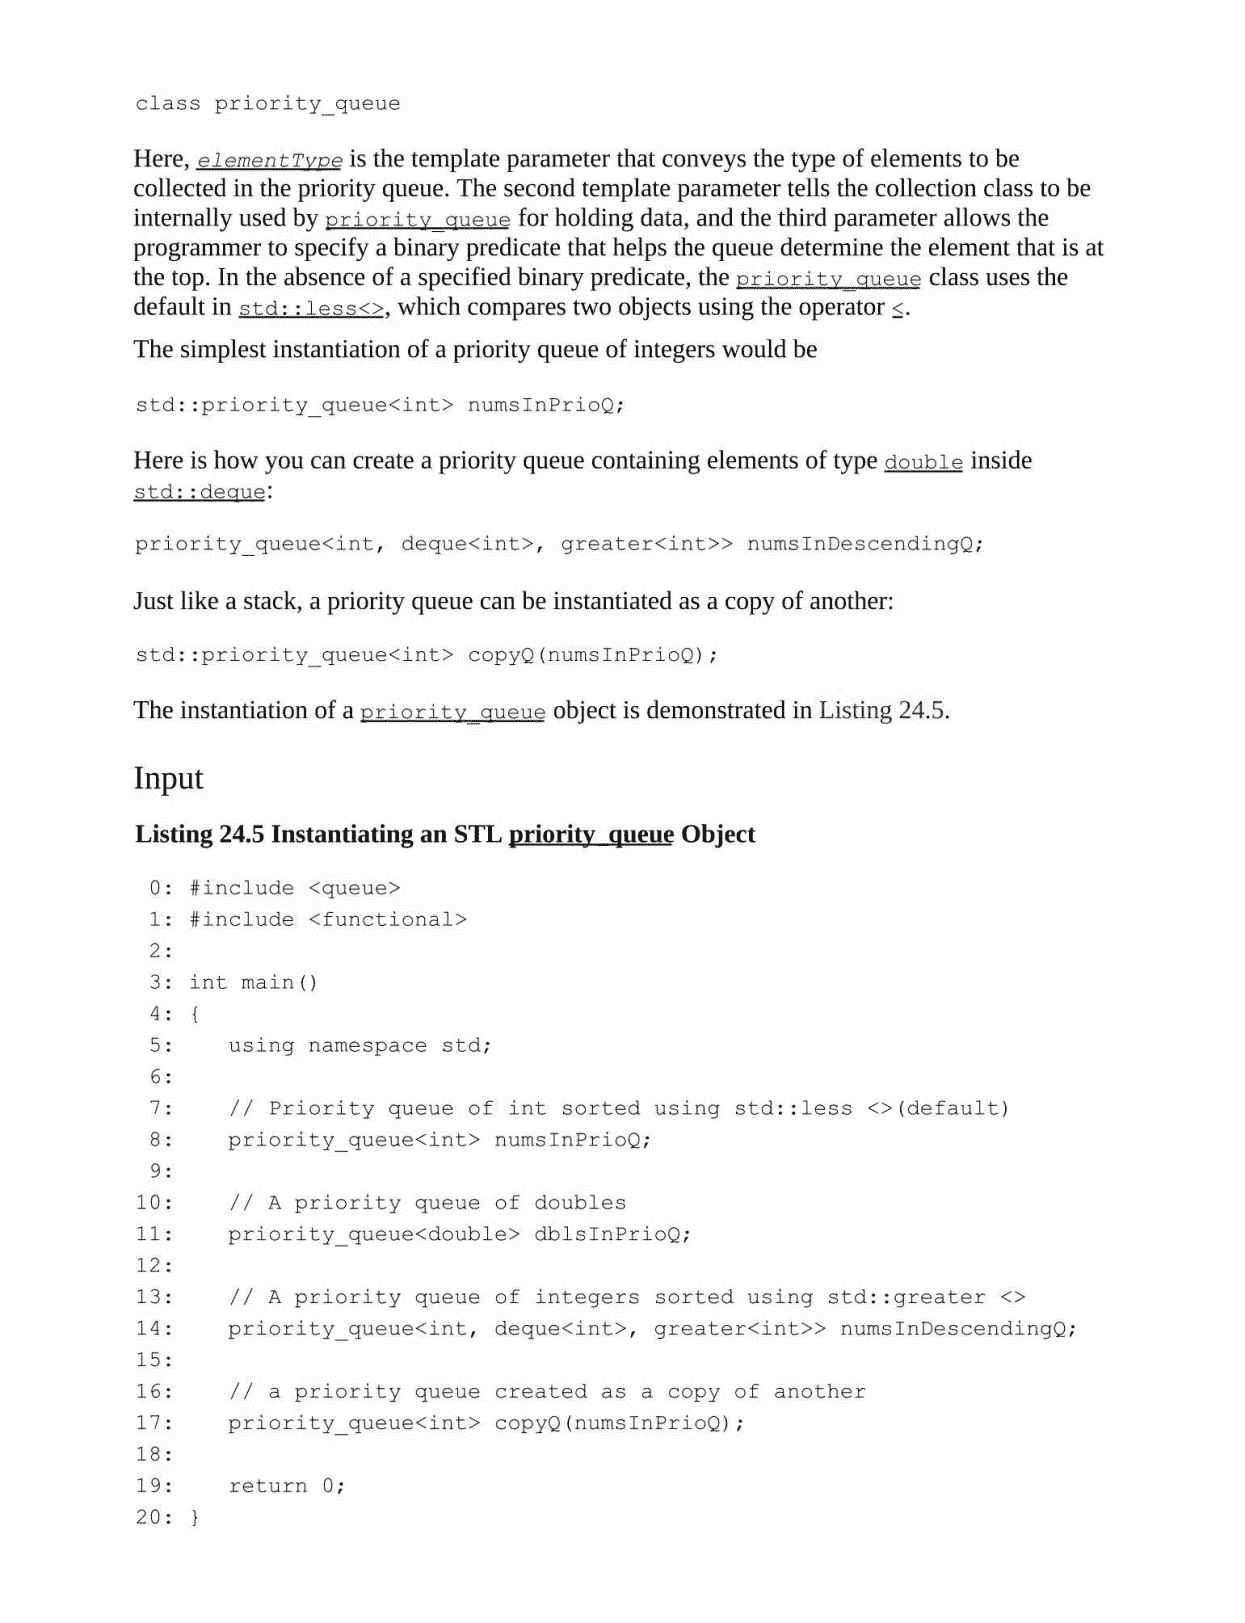 class priority_queue
Here, elementType is the template parameter that conveys the type of elements to be
collected in the priority queue. The second template parameter tells the collection class to be
internally used by priority_queue for holding data, and the third parameter allows the
programmer to specify a binary predicate that helps the queue determine the element that is at
the top. In the absence of a specified binary predicate, the priority_queue class uses the
default in std::less<>, which compares two objects using the operator <.
The simplest instantiation of a priority queue of integers would be
std::priority_queue<int> numsInPrioQ;
Here is how you can create a priority queue containing elements of type double inside
std::deque:
priority_queue<int, deque<int>, greater<int>> numsInDescendingQ;
Just like a stack, a priority queue can be instantiated as a copy of another:
std::priority_queue<int> copyQ(numsInPrioQ);
The instantiation of a priority_queue object is demonstrated in Listing 24.5.
Input
Listing 24.5 Instantiating an STL priority_queue Object
0: #include <queue>
1: #include <functional>
2:
3: int main()
4: {
5:    using namespace std;
6:
7:    // Priority queue of int sorted using std::less <>(default)
8:    priority_queue<int> numsInPrioQ;
9:
10:    // A priority queue of doubles
11:    priority_queue<double> dblsInPrioQ;
12:
13:    // A priority queue of integers sorted using std::greater <>
14:    priority_queue<int, deque<int>, greater<int>> numsInDescendingQ;
15:
16:    // a priority queue created as a copy of another
17:    priority_queue<int> copyQ(numsInPrioQ);
18:
19:    return 0;
20: }